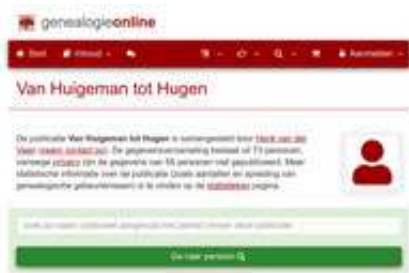 genealogieonline
Start Inhoud Aanmelden
Van Huigeman tot Hugen
De publicatie Van Huigeman tot Hugen is samengesteld door Henk van der
Veer (neem contact op). De gegevensverzameling bestaat uit 73 personen,
vanwege privacy zijn de gegevens van 56 personen niet gepubliceerd. Meer
statistische informatie over de publicatie (zoals aantallen en spreiding van
genealogische gebeurtenissen) is te vinden op de statistieken pagina.
Ga naar persoon